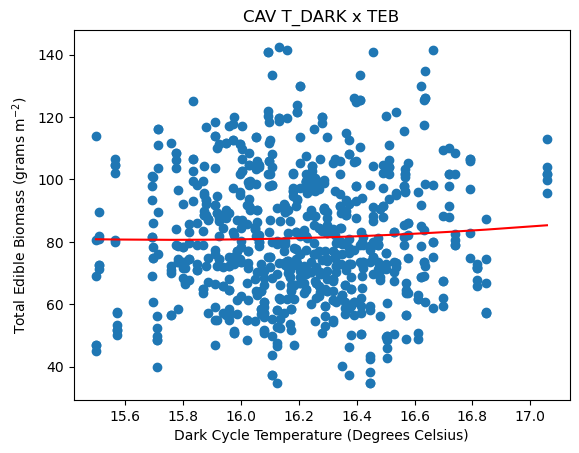 CAV T_DARK x TEB
Total Edible Biomass (grams m⁻²)
140
120
100
80
60
40
15.6 15.8 16.0 16.2 16.4 16.6 16.8 17.0
Dark Cycle Temperature (Degrees Celsius)